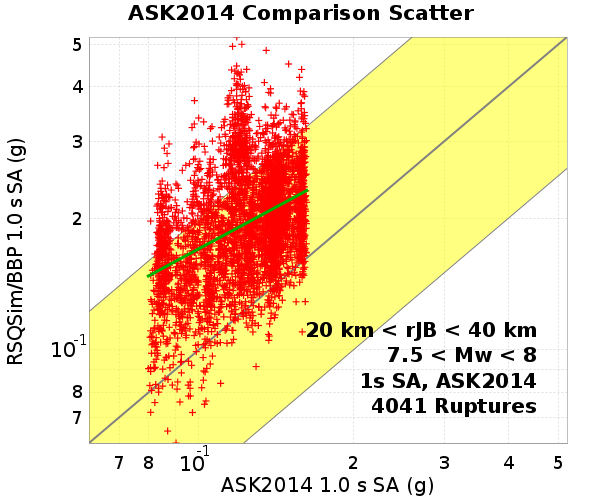 ASK2014 Comparison Scatter
RSQSim/BBP 1.0 s SA (g)
5
4
3
2
10-1
8
7
20 km < rJB < 40 km
7.5 < Mw < 8
1s SA, ASK2014
4041 Ruptures
7 8 10-1 2 3 4 5
ASK2014 1.0 s SA (g)